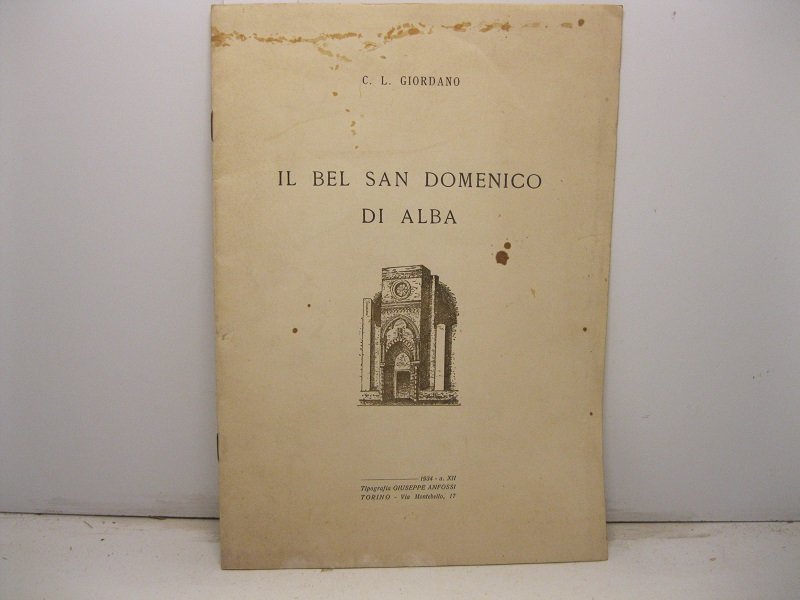 C. L. GIORDANO
IL BEL SAN DOMENICO
DI ALBA
1934 - a. XII
Tipografia GIUSEPPE ANFOSSI
TORINO - Via Montebello, 17